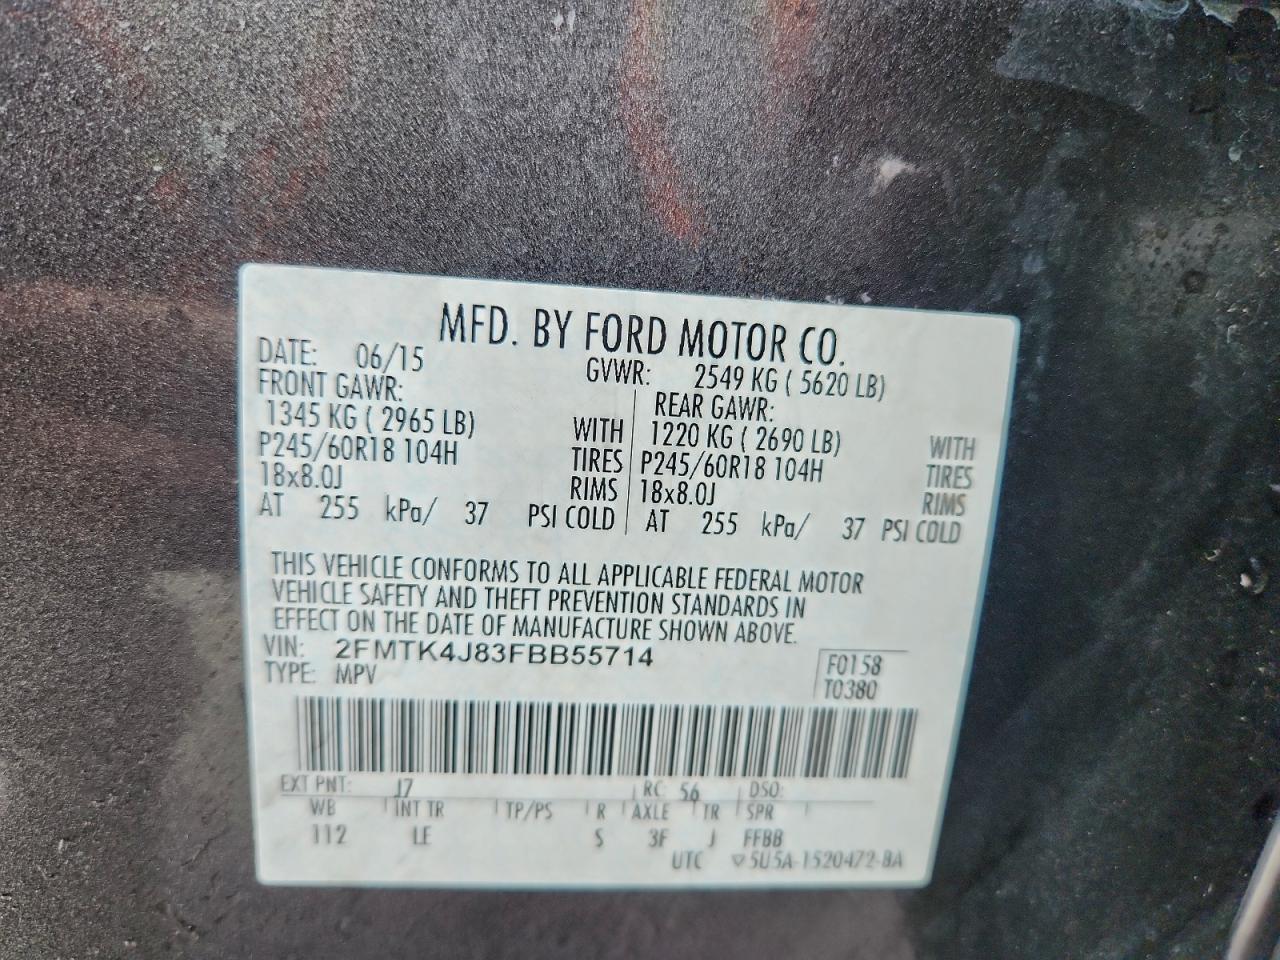 MFD. BY FORD MOTOR CO.
DATE: 06/15 GVWR: 2549 KG ( 5620 LB)
FRONT GAWR: REAR GAWR:
1345 KG ( 2965 LB) WITH 1220 KG ( 2690 LB) WITH
P245/60R18 104H TIRES P245/60R18 104H TIRES
18x8.0J RIMS 18x8.0J RIMS
AT 255 kPa/ 37 PSI COLD AT 255 kPa/ 37 PSI COLD
THIS VEHICLE CONFORMS TO ALL APPLICABLE FEDERAL MOTOR
VEHICLE SAFETY AND THEFT PREVENTION STANDARDS IN
EFFECT ON THE DATE OF MANUFACTURE SHOWN ABOVE.
VIN: 2FMTK4J83FBB55714 F0158
TYPE: MPV T0380
EXT PNT: J7 RC: 56 DSO:
WB INT TR TP/PS R AXLE TR SPR
112 LE S 3F J FFBB
UTC ▽5U5A-1520472-BA